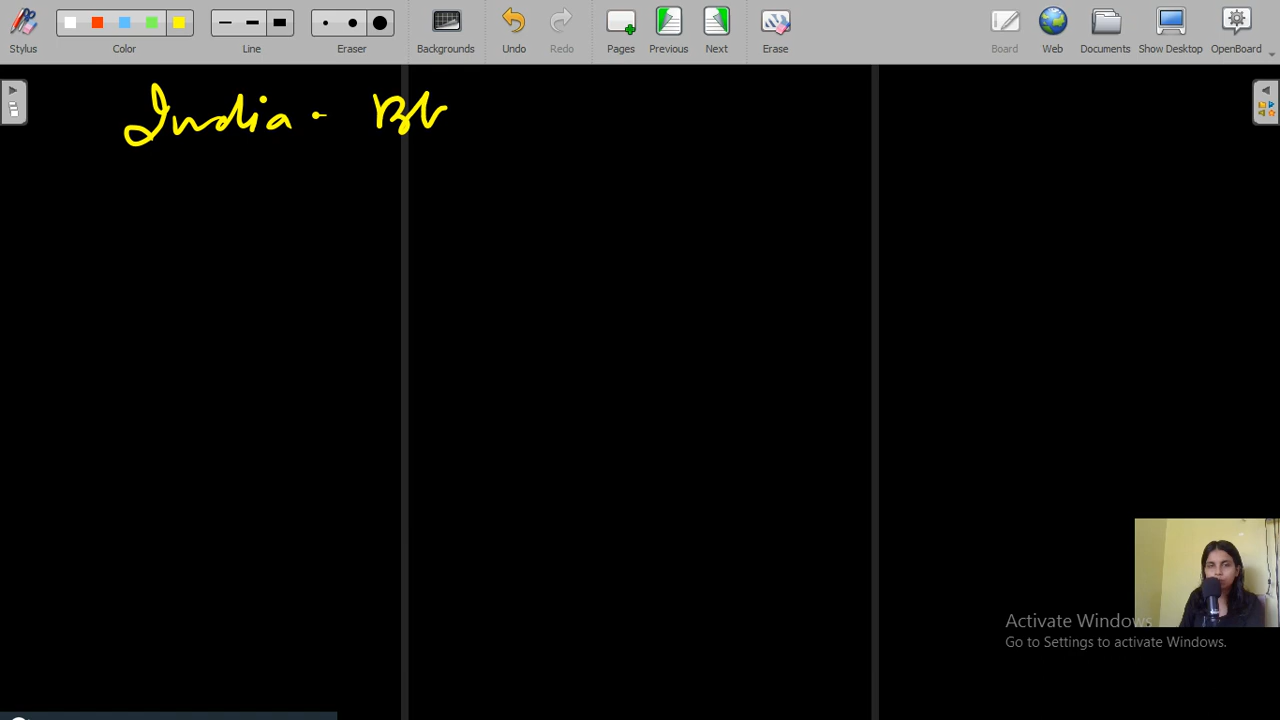 Stylus
Color
Line
Eraser
Backgrounds
Undo
Redo
Pages
Previous
Next
Erase
Board
Web
Documents
Show Desktop
OpenBoard
India -
Activate Windows
Go to Settings to activate Windows.